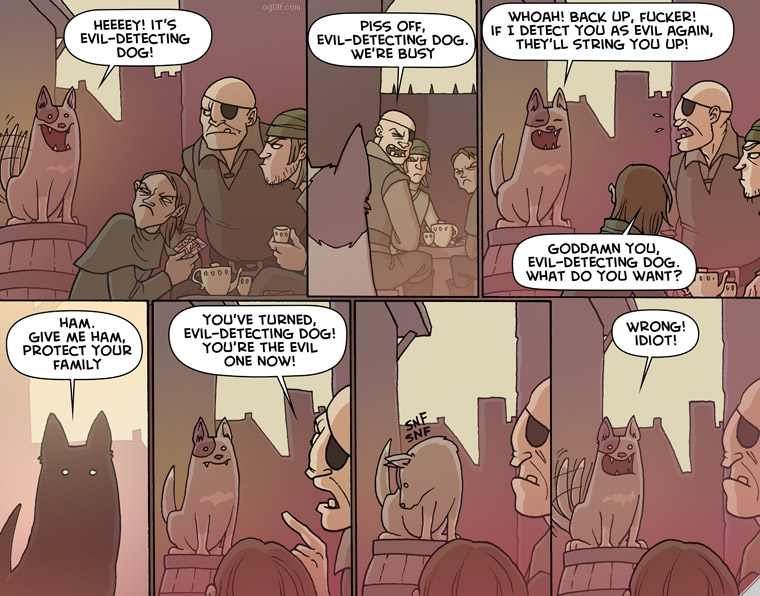 oglaf.com
HEEEEY! IT'S
EVIL-DETECTING
DOG!
PISS OFF,
EVIL-DETECTING DOG.
WE'RE BUSY
WHOAH! BACK UP, FUCKER!
IF I DETECT YOU AS EVIL AGAIN,
THEY'LL STRING YOU UP!
GODDAMN YOU,
EVIL-DETECTING DOG.
WHAT DO YOU WANT?
HAM.
GIVE ME HAM,
PROTECT YOUR
FAMILY
YOU'VE TURNED,
EVIL-DETECTING DOG!
YOU'RE THE EVIL
ONE NOW!
SNF
SNF
WRONG!
IDIOT!